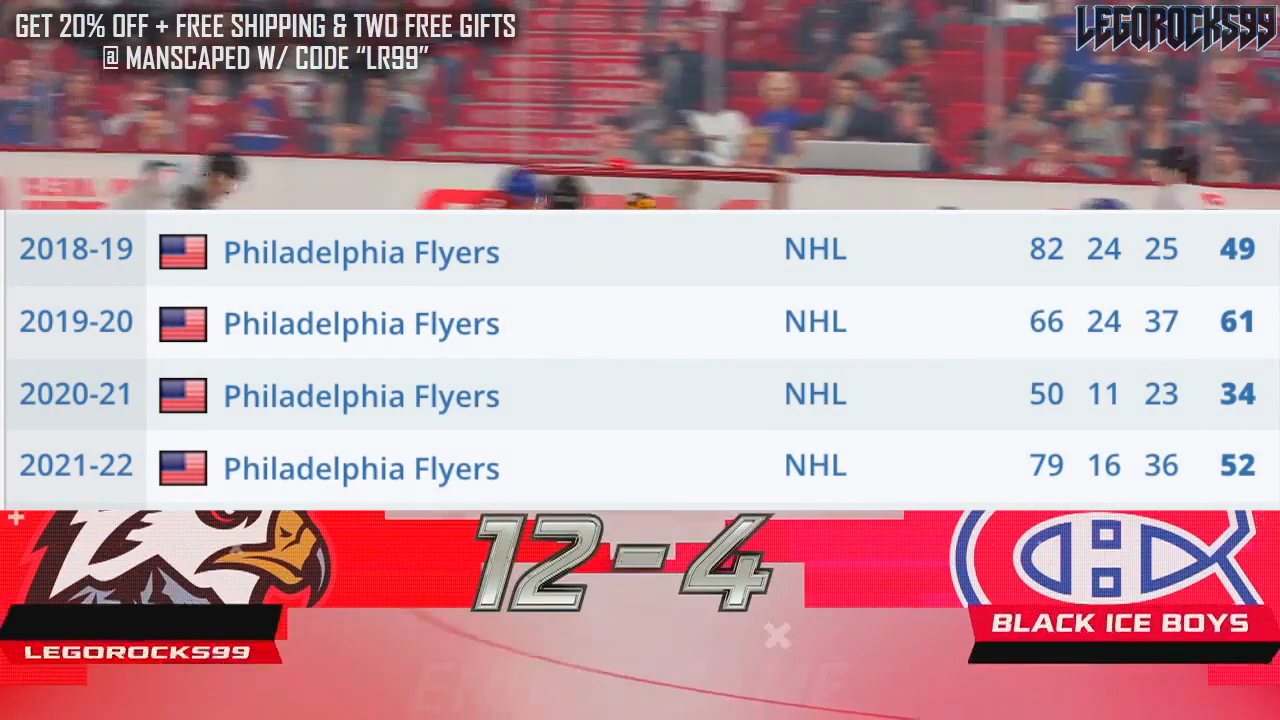 GET 20% OFF + FREE SHIPPING & TWO FREE GIFTS
@ MANSCAPED W/ CODE “LR99”
LEGOROCKS99
2018-19 Philadelphia Flyers NHL 82 24 25 49
2019-20 Philadelphia Flyers NHL 66 24 37 61
2020-21 Philadelphia Flyers NHL 50 11 23 34
2021-22 Philadelphia Flyers NHL 79 16 36 52
12-4
LEGOROCKS99
BLACK ICE BOYS